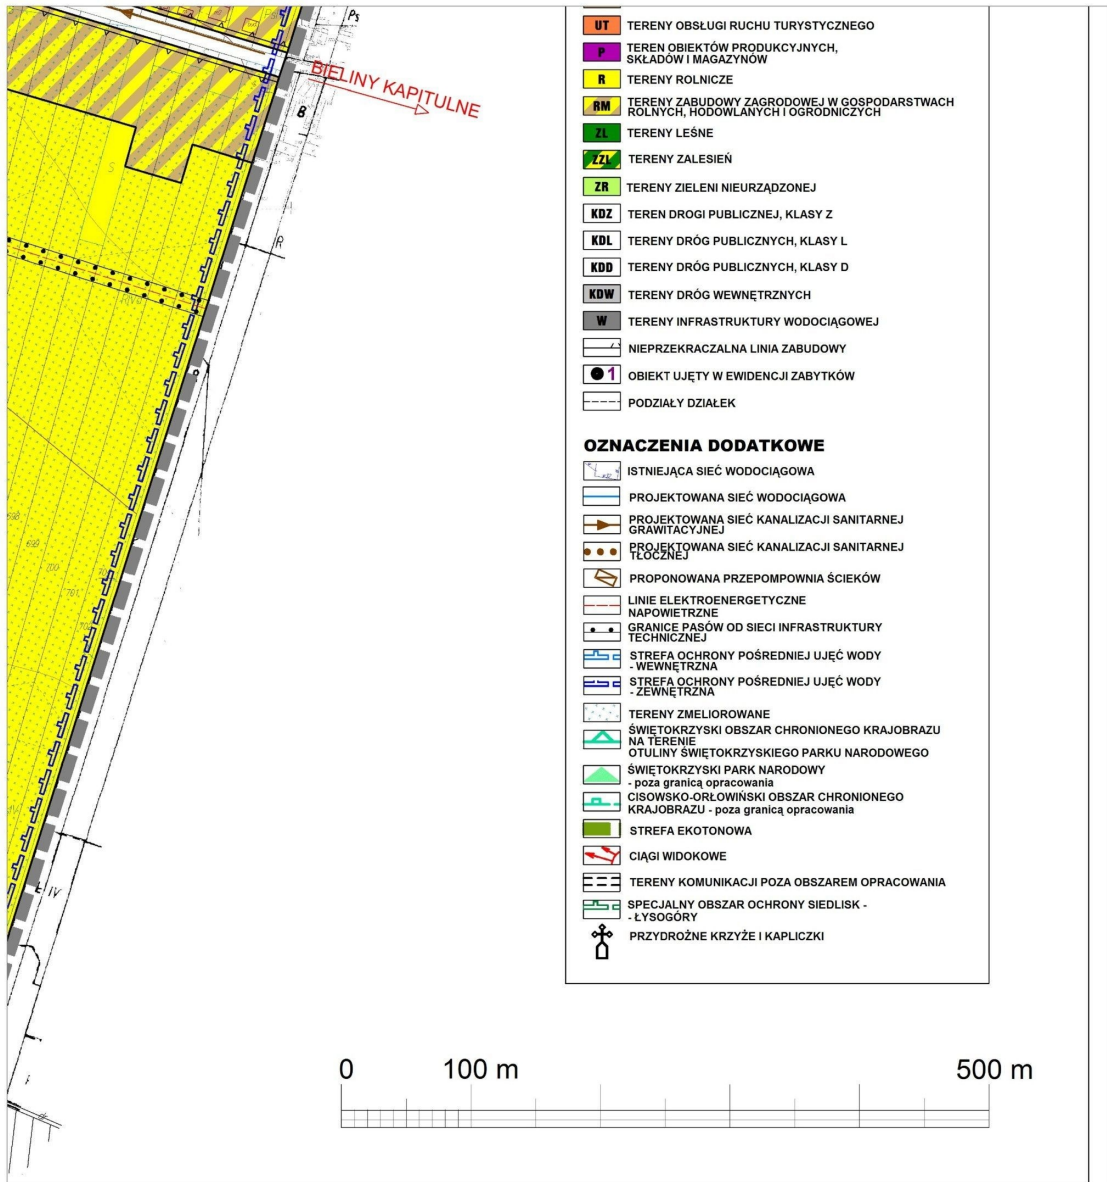 Ps
BIELINY KAPITULNE
B
S
R
R
RIVb
698
699
700
701
ŁIV
UT TERENY OBSŁUGI RUCHU TURYSTYCZNEGO
P TEREN OBIEKTÓW PRODUKCYJNYCH,
SKŁADÓW I MAGAZYNÓW
R TERENY ROLNICZE
RM TERENY ZABUDOWY ZAGRODOWEJ W GOSPODARSTWACH
ROLNYCH, HODOWLANYCH I OGRODNICZYCH
ZL TERENY LEŚNE
ZZL TERENY ZALESIEŃ
ZR TERENY ZIELENI NIEURZĄDZONEJ
KDZ TEREN DROGI PUBLICZNEJ, KLASY Z
KDL TERENY DRÓG PUBLICZNYCH, KLASY L
KDD TERENY DRÓG PUBLICZNYCH, KLASY D
KDW TERENY DRÓG WEWNĘTRZNYCH
W TERENY INFRASTRUKTURY WODOCIĄGOWEJ
NIEPRZEKRACZALNA LINIA ZABUDOWY
1 OBIEKT UJĘTY W EWIDENCJI ZABYTKÓW
PODZIAŁY DZIAŁEK
OZNACZENIA DODATKOWE
ISTNIEJĄCA SIEĆ WODOCIĄGOWA
PROJEKTOWANA SIEĆ WODOCIĄGOWA
PROJEKTOWANA SIEĆ KANALIZACJI SANITARNEJ
GRAWITACYJNEJ
PROJEKTOWANA SIEĆ KANALIZACJI SANITARNEJ
TŁOCZNEJ
PROPONOWANA PRZEPOMPOWNIA ŚCIEKÓW
LINIE ELEKTROENERGETYCZNE
NAPOWIETRZNE
GRANICE PASÓW OD SIECI INFRASTRUKTURY
TECHNICZNEJ
STREFA OCHRONY POŚREDNIEJ UJĘĆ WODY
- WEWNĘTRZNA
STREFA OCHRONY POŚREDNIEJ UJĘĆ WODY
- ZEWNĘTRZNA
TERENY ZMELIOROWANE
ŚWIĘTOKRZYSKI OBSZAR CHRONIONEGO KRAJOBRAZU
NA TERENIE
OTULINY ŚWIĘTOKRZYSKIEGO PARKU NARODOWEGO
ŚWIĘTOKRZYSKI PARK NARODOWY
- poza granicą opracowania
CISOWSKO-ORŁOWIŃSKI OBSZAR CHRONIONEGO
KRAJOBRAZU - poza granicą opracowania
STREFA EKOTONOWA
CIĄGI WIDOKOWE
TERENY KOMUNIKACJI POZA OBSZAREM OPRACOWANIA
SPECJALNY OBSZAR OCHRONY SIEDLISK -
- ŁYSOGÓRY
PRZYDROŻNE KRZYŻE I KAPLICZKI
0 100 m 500 m